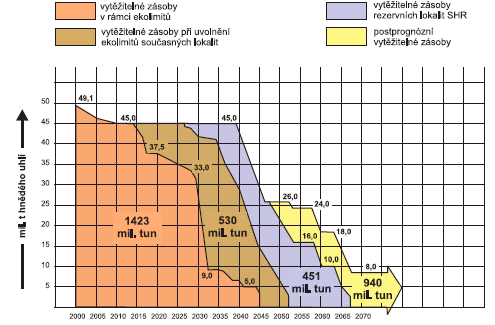 vytěžitelné zásoby
v rámci ekolimitů
vytěžitelné zásoby
rezervních lokalit SHR
vytěžitelné zásoby při uvolnění
ekolimitů současných lokalit
postprognózní
vytěžitelné zásoby
mil. t hnědého uhlí
50
45
40
35
30
25
20
15
10
5
49,1
45,0
45,0
37,5
33,0
26,0
24,0
16,0
18,0
10,0
8,0
9,0
5,0
1423
mil. tun
530
mil. tun
451
mil. tun
940
mil. tun
2000 2005 2010 2015 2020 2025 2030 2035 2040 2045 2050 2055 2060 2065 2070